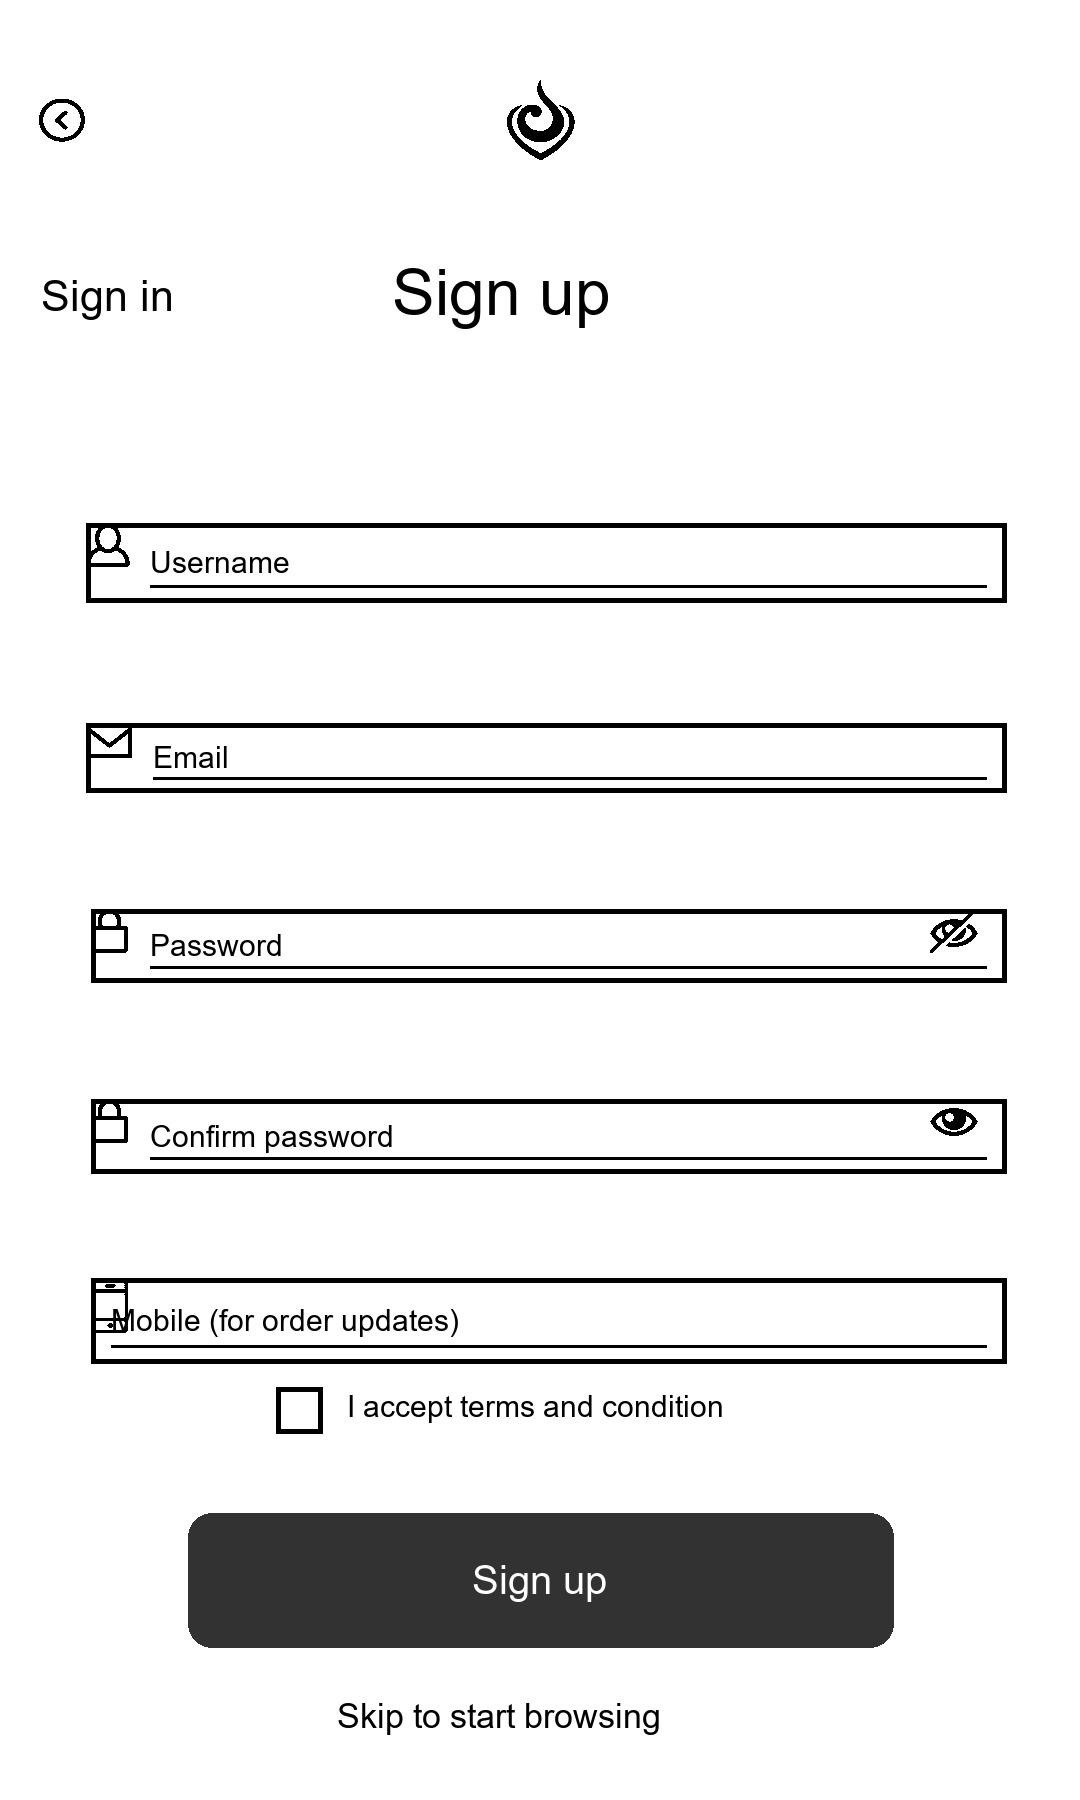 Sign in
Sign up
Username
Email
Password
Confirm password
Mobile (for order updates)
I accept terms and condition
Sign up
Skip to start browsing